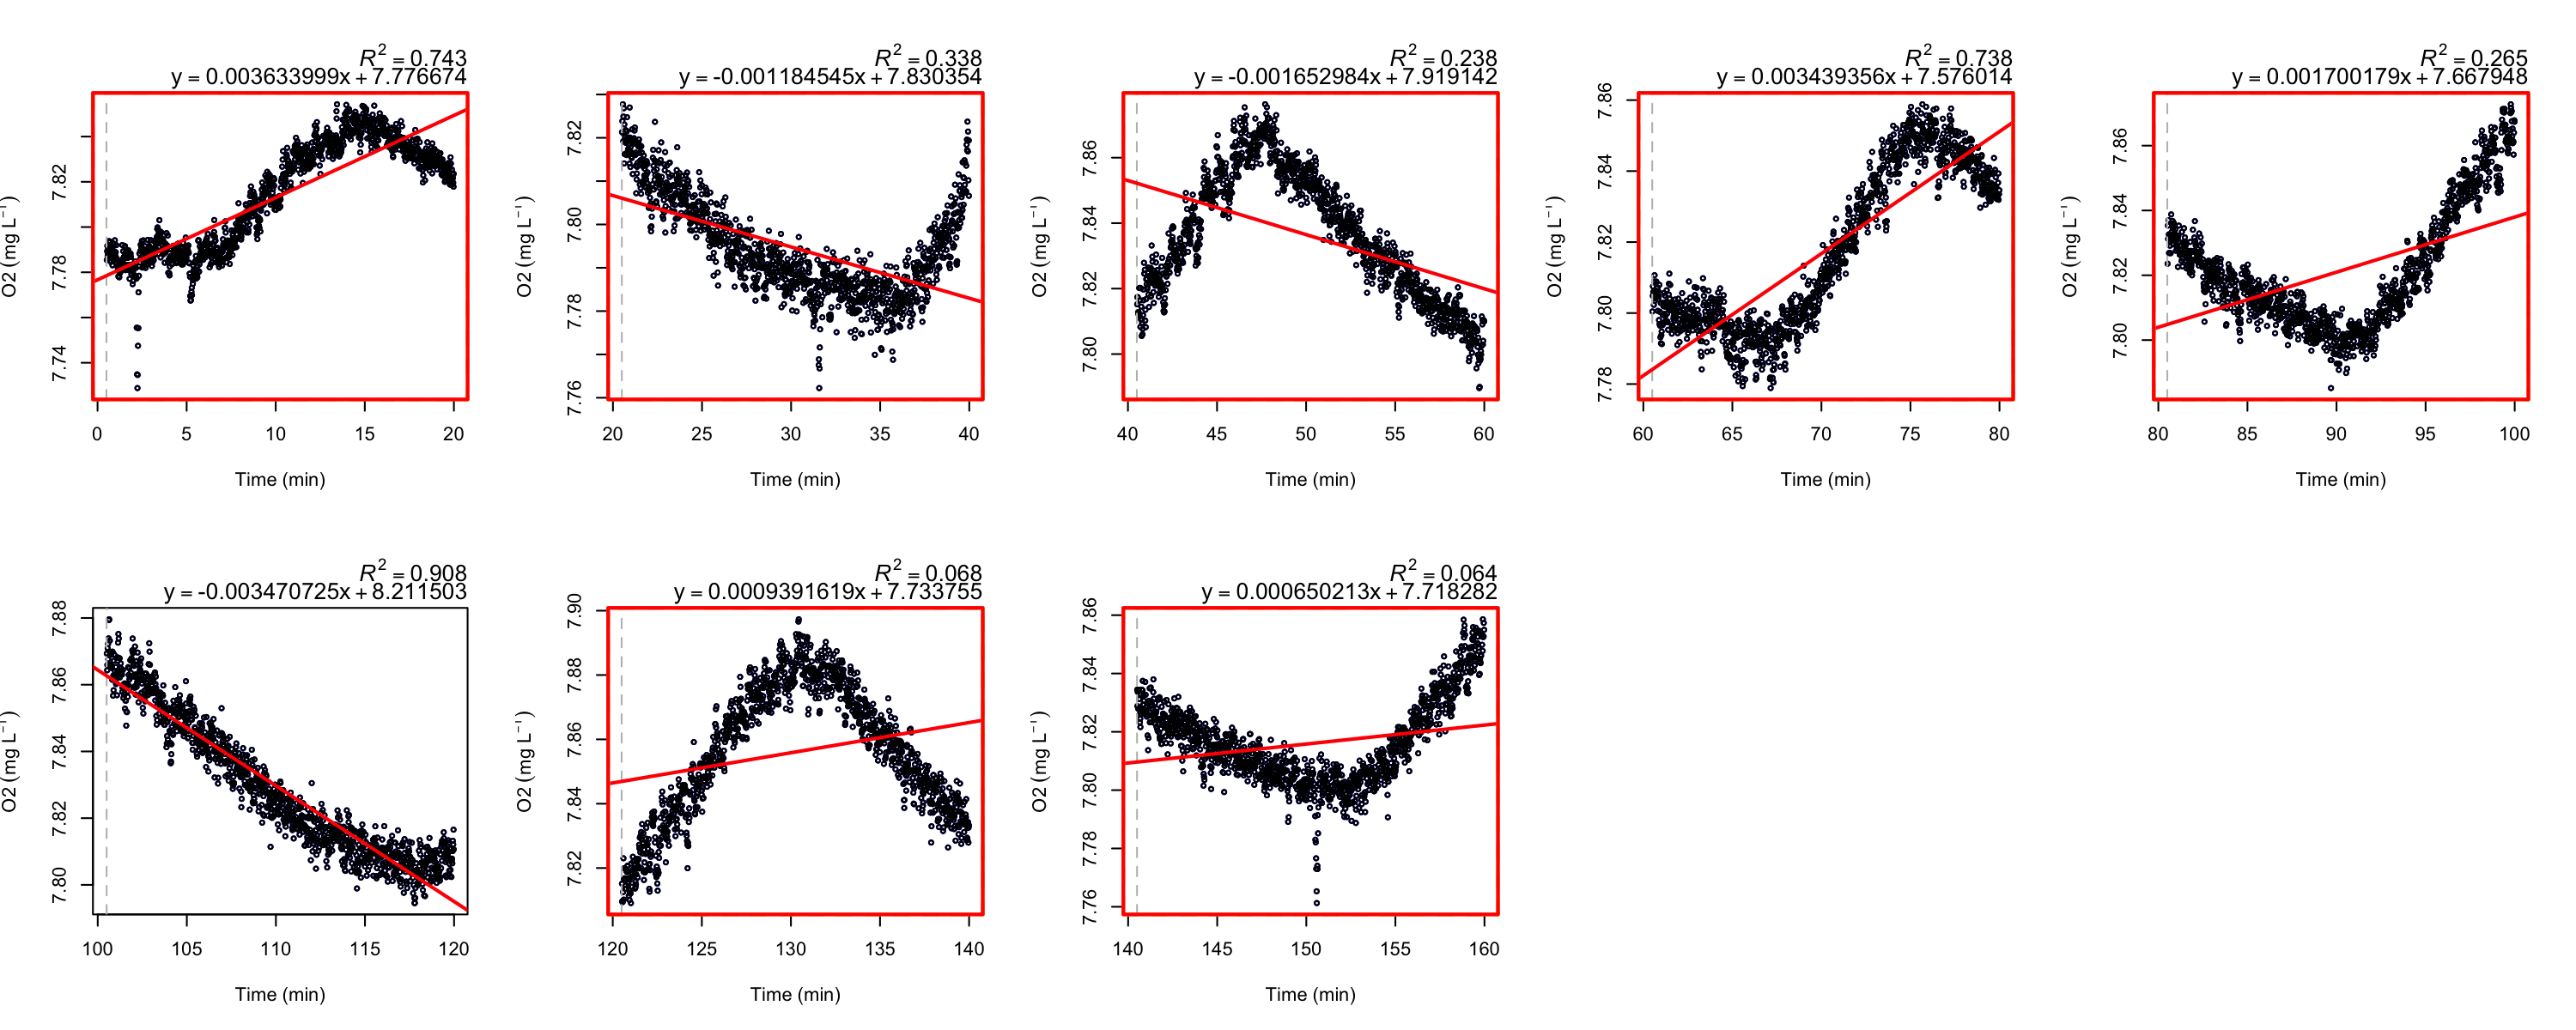 R² = 0.743
y = 0.003633999x + 7.776674
O2 (mg L⁻¹)
7.74 7.78 7.82
0 5 10 15 20
Time (min)
R² = 0.338
y = -0.001184545x + 7.830354
O2 (mg L⁻¹)
7.76 7.78 7.80 7.82
20 25 30 35 40
Time (min)
R² = 0.238
y = -0.001652984x + 7.919142
O2 (mg L⁻¹)
7.80 7.82 7.84 7.86
40 45 50 55 60
Time (min)
R² = 0.738
y = 0.003439356x + 7.576014
O2 (mg L⁻¹)
7.78 7.80 7.82 7.84 7.86
60 65 70 75 80
Time (min)
R² = 0.265
y = 0.001700179x + 7.667948
O2 (mg L⁻¹)
7.80 7.82 7.84 7.86
80 85 90 95 100
Time (min)
R² = 0.908
y = -0.003470725x + 8.211503
O2 (mg L⁻¹)
7.80 7.82 7.84 7.86 7.88
100 105 110 115 120
Time (min)
R² = 0.068
y = 0.0009391619x + 7.733755
O2 (mg L⁻¹)
7.82 7.84 7.86 7.88 7.90
120 125 130 135 140
Time (min)
R² = 0.064
y = 0.000650213x + 7.718282
O2 (mg L⁻¹)
7.76 7.78 7.80 7.82 7.84 7.86
140 145 150 155 160
Time (min)